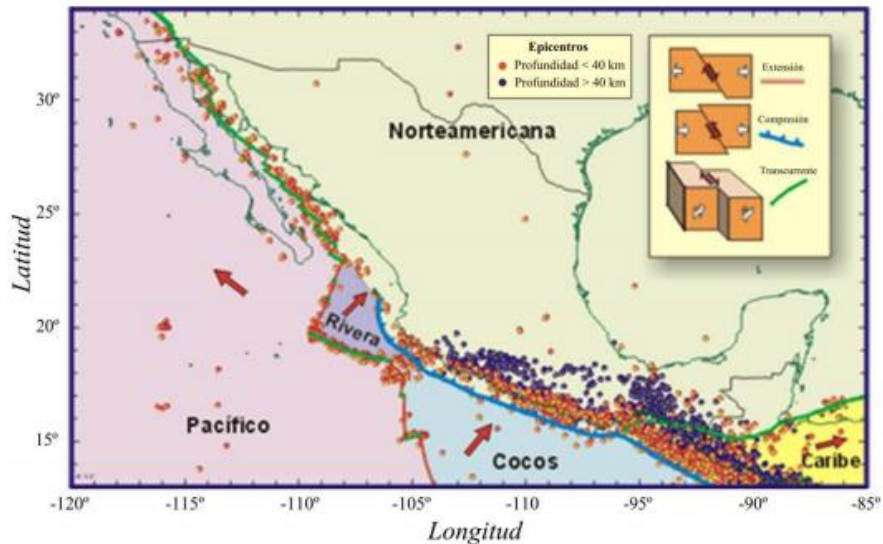 Epicentros
Profundidad < 40 km
Profundidad > 40 km
Extensión
Compresión
Transcurrente
Norteamericana
Rivera
Pacífico
Cocos
Caribe
Latitud
30º
25º
20º
15º
-120º
-115º
-110º
-105º
-100º
-95º
-90º
-85º
Longitud